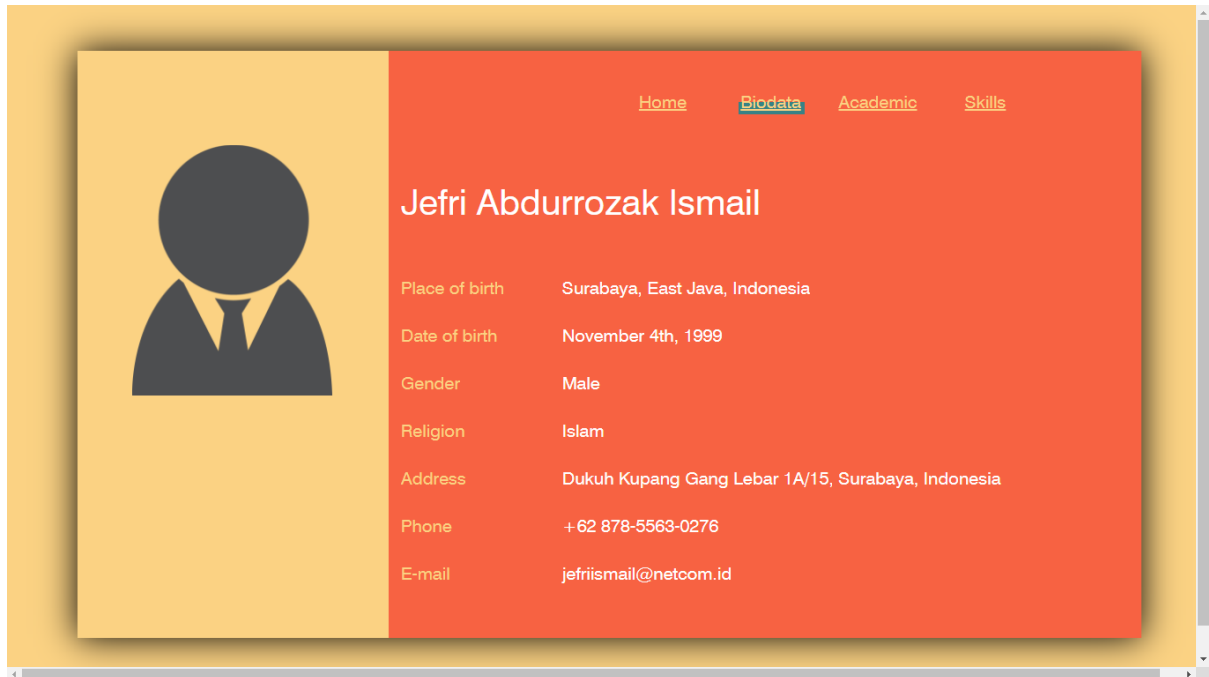 Home Biodata Academic Skills
Jefri Abdurrozak Ismail
Place of birth Surabaya, East Java, Indonesia
Date of birth November 4th, 1999
Gender Male
Religion Islam
Address Dukuh Kupang Gang Lebar 1A/15, Surabaya, Indonesia
Phone +62 878-5563-0276
E-mail jefriismail@netcom.id